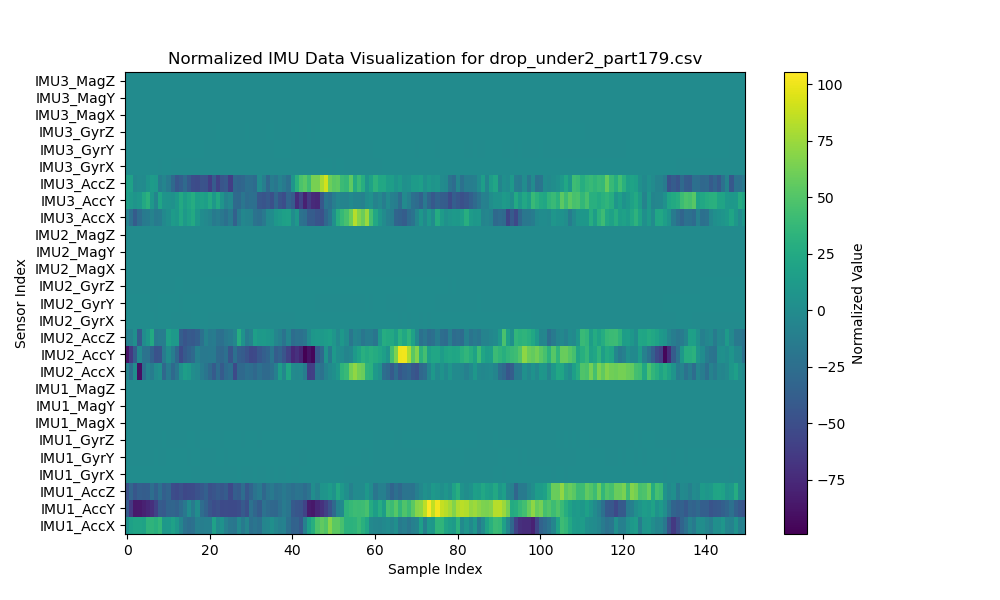 Normalized IMU Data Visualization for drop_under2_part179.csv
IMU3_MagZ
IMU3_MagY
IMU3_MagX
IMU3_GyrZ
IMU3_GyrY
IMU3_GyrX
IMU3_AccZ
IMU3_AccY
IMU3_AccX
IMU2_MagZ
IMU2_MagY
IMU2_MagX
IMU2_GyrZ
IMU2_GyrY
IMU2_GyrX
IMU2_AccZ
IMU2_AccY
IMU2_AccX
IMU1_MagZ
IMU1_MagY
IMU1_MagX
IMU1_GyrZ
IMU1_GyrY
IMU1_GyrX
IMU1_AccZ
IMU1_AccY
IMU1_AccX
Sensor Index
0 20 40 60 80 100 120 140
Sample Index
100
75
50
25
0
−25
−50
−75
Normalized Value